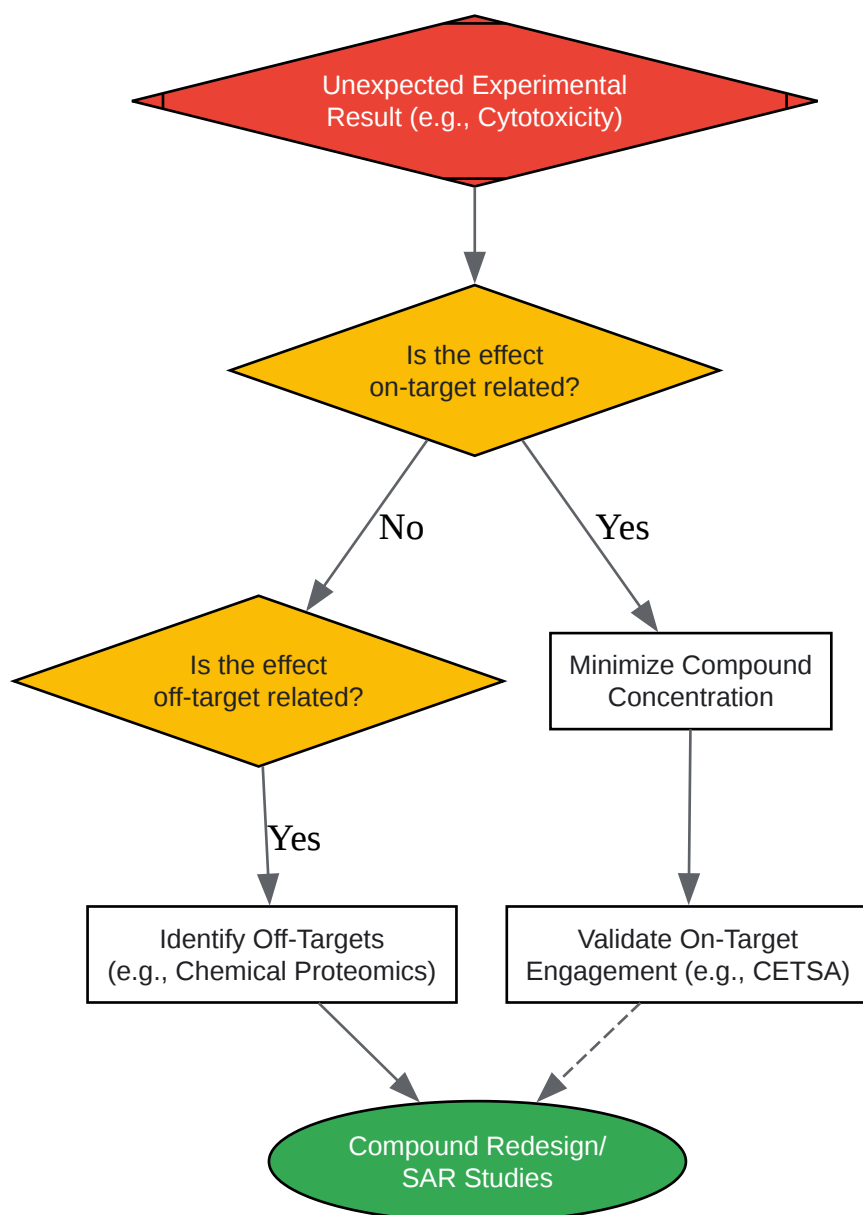 Unexpected Experimental
Result (e.g., Cytotoxicity)
Is the effect
on-target related?
No
Yes
Is the effect
off-target related?
Minimize Compound
Concentration
Yes
Identify Off-Targets
(e.g., Chemical Proteomics)
Validate On-Target
Engagement (e.g., CETSA)
Compound Redesign/
SAR Studies